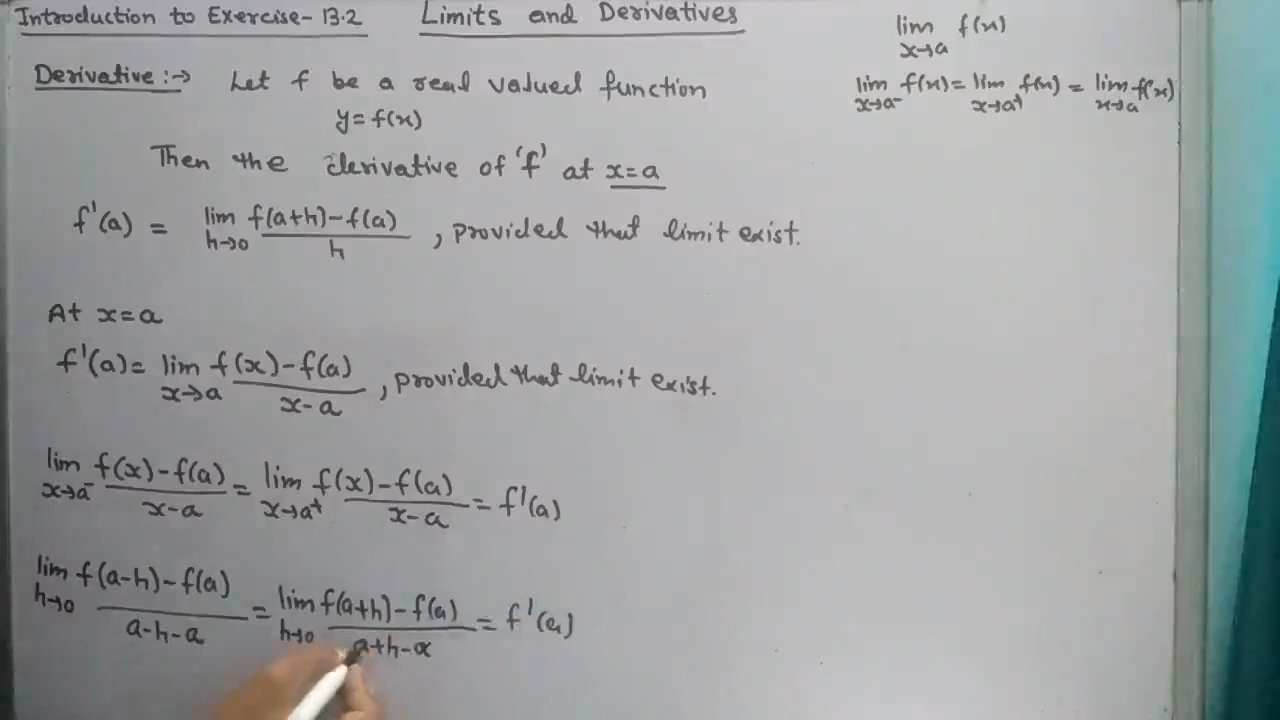 Introduction to Exercise-13.2 Limits and Derivatives
lim x→a f(x)
lim x→a⁻ f(x) = lim x→a⁺ f(x) = lim x→a f(x)
Derivative :→ Let f be a real valued function
y = f(x)
Then the derivative of 'f' at x=a
f'(a) = lim h→0 f(a+h)-f(a) / h , provided that limit exist.
At x=a
f'(a) = lim x→a f(x)-f(a) / x-a , provided that limit exist.
lim x→a⁻ f(x)-f(a) / x-a = lim x→a⁺ f(x)-f(a) / x-a = f'(a)
lim h→0 f(a-h)-f(a) / a-h-a = lim h→0 f(a+h)-f(a) / a+h-a = f'(a)